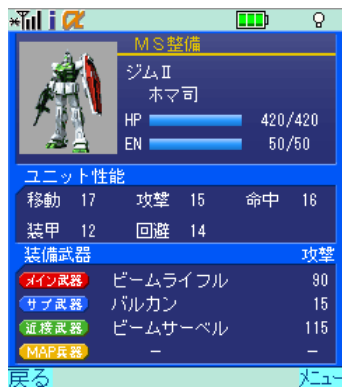 i α
MS整備
ジムⅡ
ホマ司
HP 420/420
EN 50/50
ユニット性能
移動 17 攻撃 15 命中 16
装甲 12 回避 14
装備武器 攻撃
メイン武器 ビームライフル 90
サブ武器 バルカン 15
近接武器 ビームサーベル 115
MAP兵器 － －
戻る メニュー